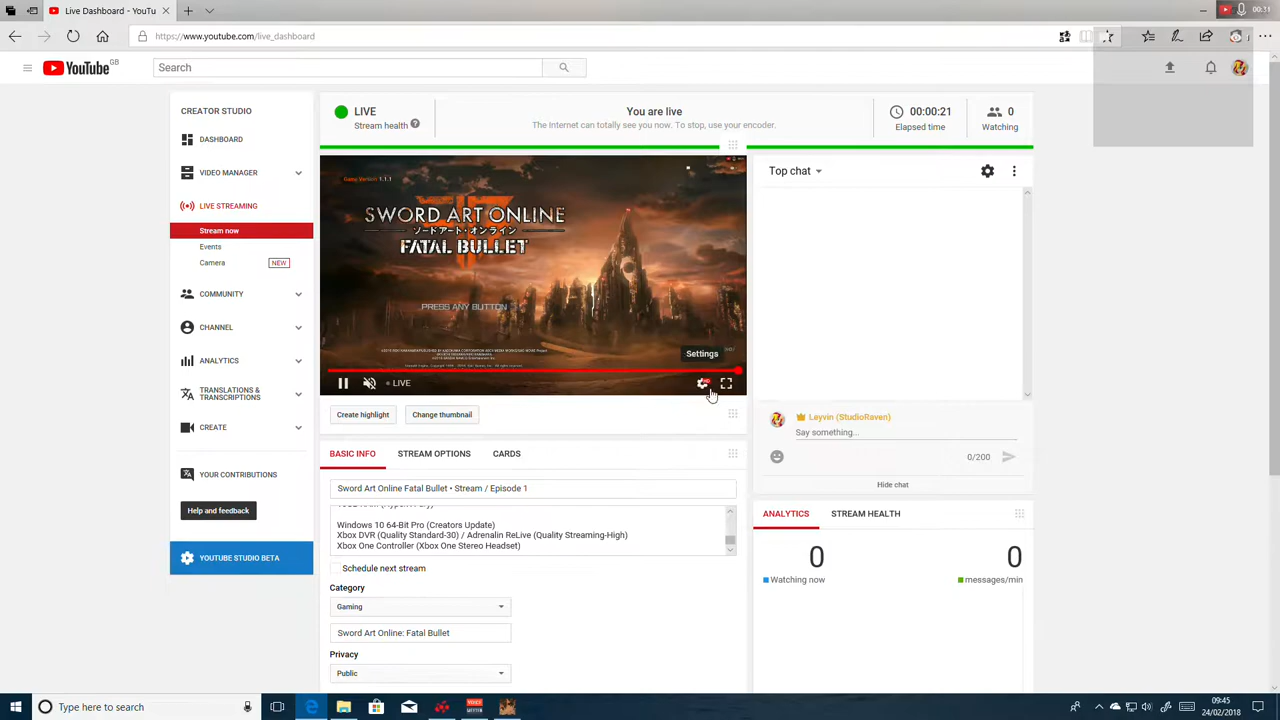 Live Dashboard - YouTu
00:31
https://www.youtube.com/live_dashboard
YouTube GB
Search
CREATOR STUDIO
DASHBOARD
VIDEO MANAGER
LIVE STREAMING
Stream now
Events
Camera NEW
COMMUNITY
CHANNEL
ANALYTICS
TRANSLATIONS &
TRANSCRIPTIONS
CREATE
YOUR CONTRIBUTIONS
Help and feedback
YOUTUBE STUDIO BETA
LIVE
Stream health
You are live
The Internet can totally see you now. To stop, use your encoder.
00:00:21
Elapsed time
0
Watching
Game Version 1.1.1
SWORD ART ONLINE
ソードアート・オンライン
FATAL BULLET
PRESS ANY BUTTON
Settings
LIVE
Create highlight
Change thumbnail
BASIC INFO
STREAM OPTIONS
CARDS
Sword Art Online Fatal Bullet • Stream / Episode 1
Windows 10 64-Bit Pro (Creators Update)
Xbox DVR (Quality Standard-30) / Adrenalin ReLive (Quality Streaming-High)
Xbox One Controller (Xbox One Stereo Headset)
Schedule next stream
Category
Gaming
Sword Art Online: Fatal Bullet
Privacy
Public
Top chat
Leyvin (StudioRaven)
Say something...
0/200
Hide chat
ANALYTICS
STREAM HEALTH
0
Watching now
0
messages/min
Type here to search
09:45
24/02/2018